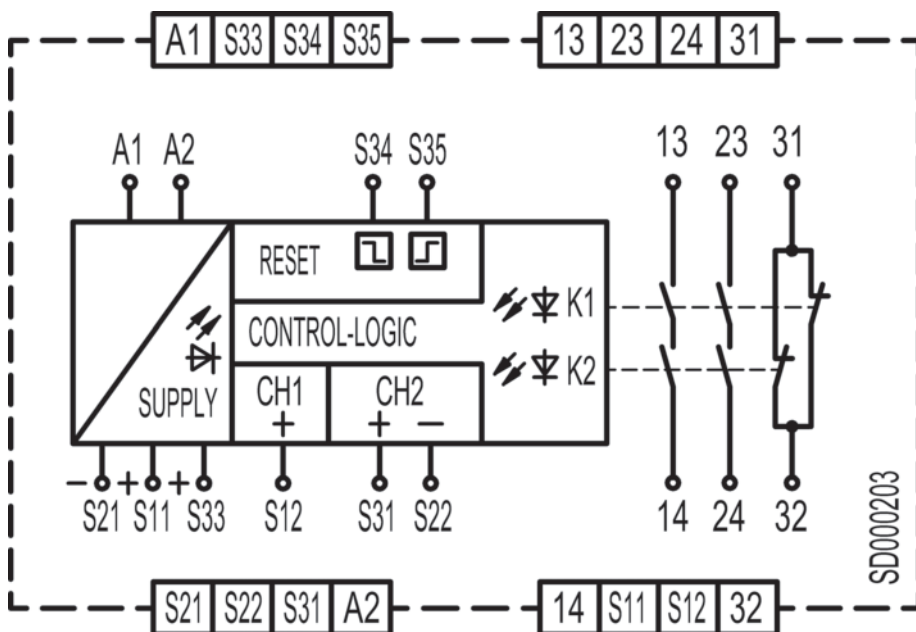 A1 S33 S34 S35 13 23 24 31
A1 A2 S34 S35 13 23 31
RESET
K1
CONTROL-LOGIC
K2
SUPPLY CH1 CH2
+ + −
− + +
S21 S11 S33 S12 S31 S22 14 24 32
SD000203
S21 S22 S31 A2 14 S11 S12 32